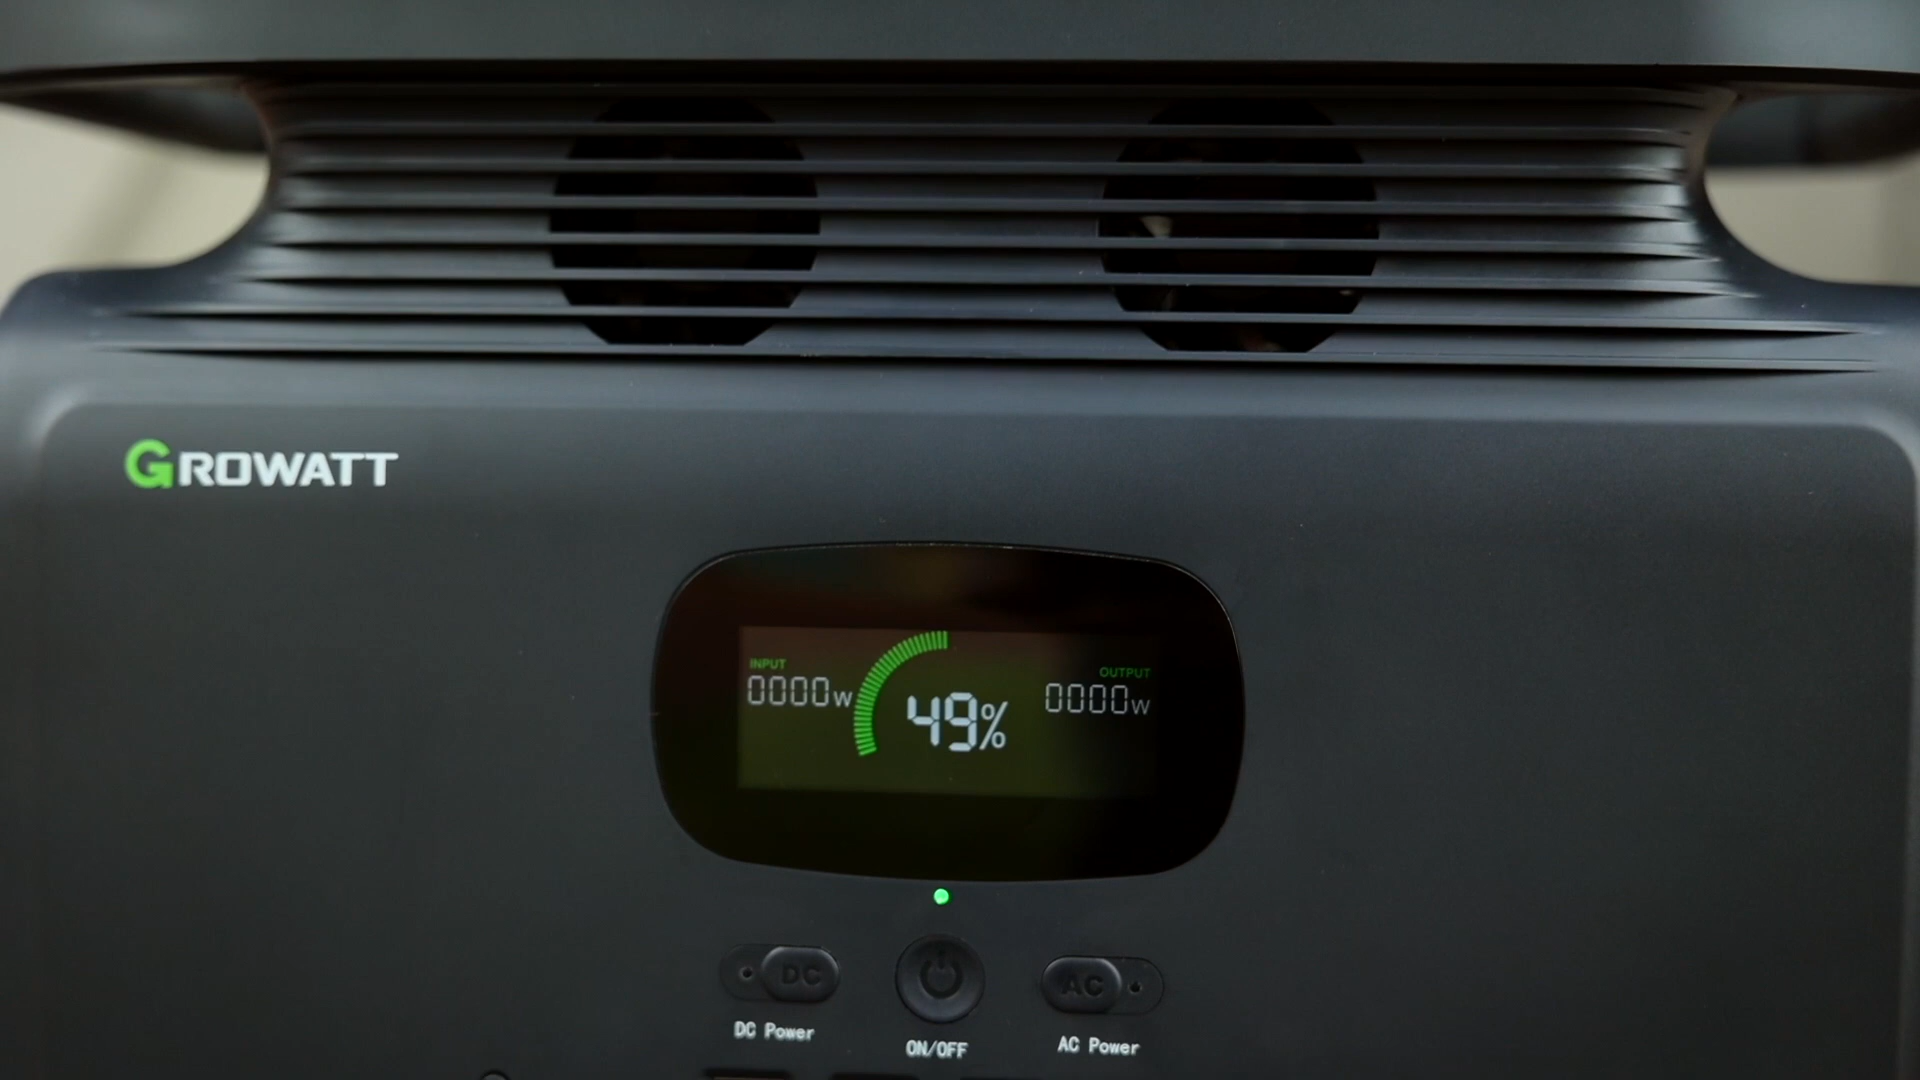 GROWATT
INPUT
0000W
49%
OUTPUT
0000W
DC
AC
DC Power
ON/OFF
AC Power